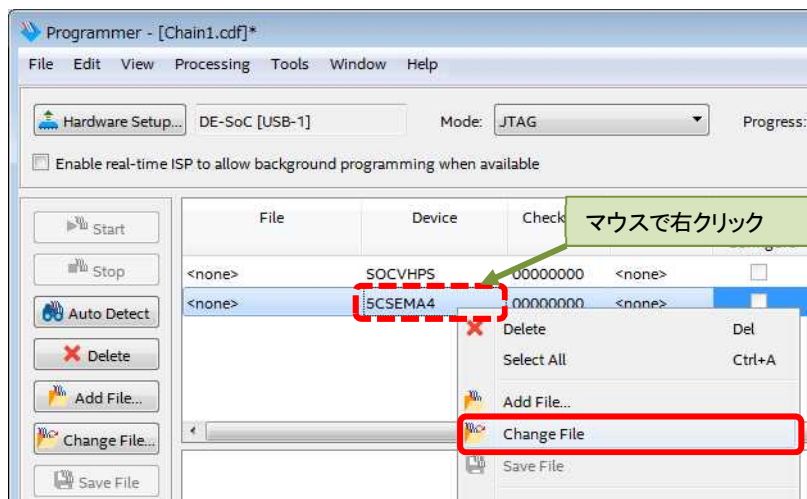 Programmer - [Chain1.cdf]*
File Edit View Processing Tools Window Help
Hardware Setup... DE-SoC [USB-1] Mode: JTAG Progress:
Enable real-time ISP to allow background programming when available
マウスで右クリック
File Device Check
Start
Stop
Auto Detect
Delete
Add File...
Change File...
Save File
<none> SOCVHPS 00000000 <none>
<none> 5CSEMA4 00000000 <none>
Delete Del
Select All Ctrl+A
Add File...
Change File
Save File